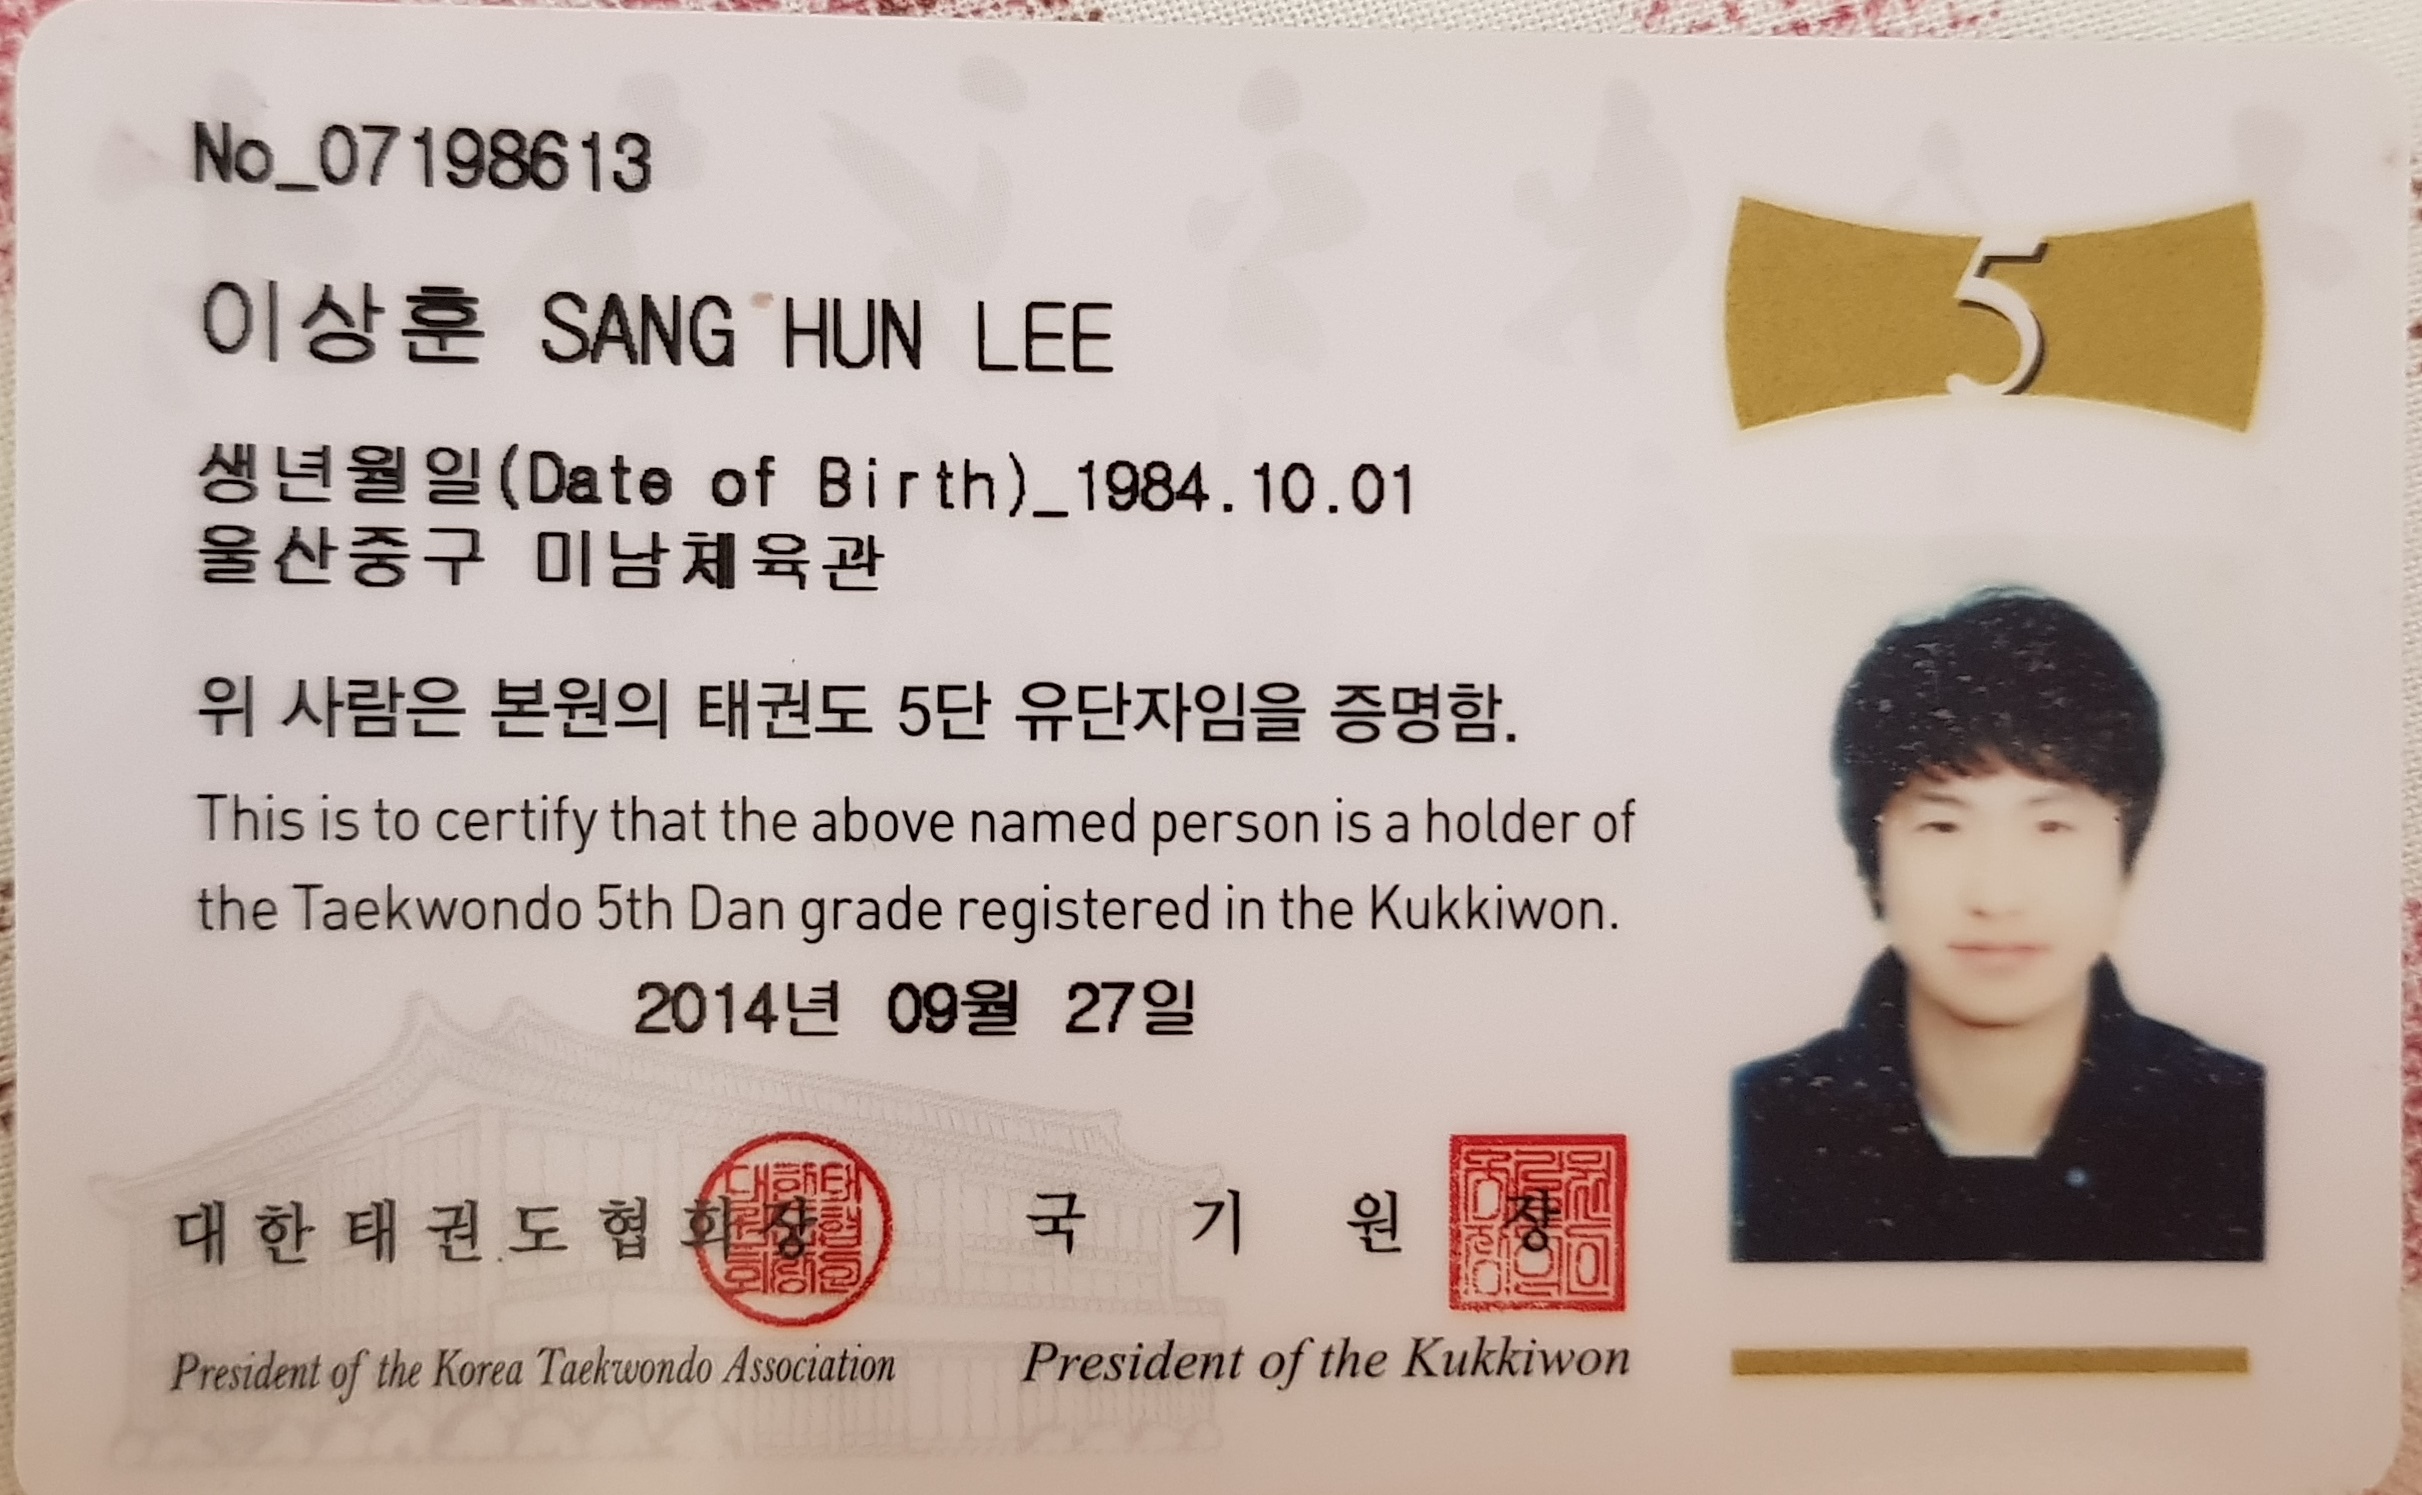 No_07198613
5
이상훈 SANG HUN LEE
생년월일(Date of Birth)_1984.10.01
울산중구 미남체육관
위 사람은 본원의 태권도 5단 유단자임을 증명함.
This is to certify that the above named person is a holder of
the Taekwondo 5th Dan grade registered in the Kukkiwon.
2014년 09월 27일
대한태권도협회장 국기원장
President of the Korea Taekwondo Association President of the Kukkiwon